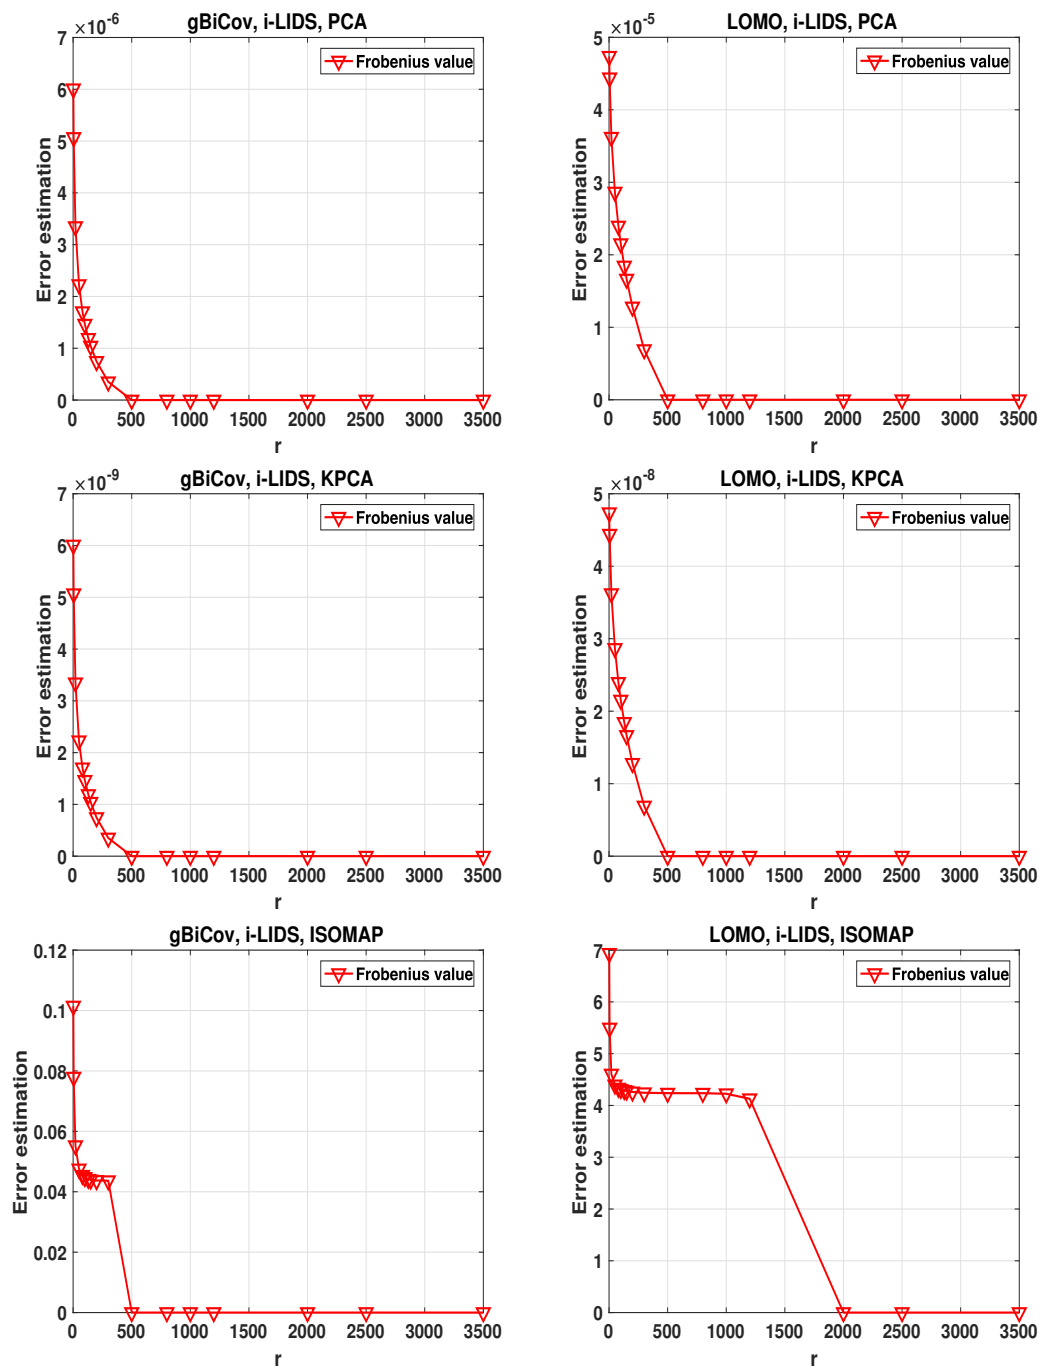 gBiCov, i-LIDS, PCA
×10^-6
Frobenius value
Error estimation
7
6
5
4
3
2
1
0
0 500 1000 1500 2000 2500 3000 3500
r
LOMO, i-LIDS, PCA
×10^-5
Frobenius value
Error estimation
5
4
3
2
1
0
0 500 1000 1500 2000 2500 3000 3500
r
gBiCov, i-LIDS, KPCA
×10^-9
Frobenius value
Error estimation
7
6
5
4
3
2
1
0
0 500 1000 1500 2000 2500 3000 3500
r
LOMO, i-LIDS, KPCA
×10^-8
Frobenius value
Error estimation
5
4
3
2
1
0
0 500 1000 1500 2000 2500 3000 3500
r
gBiCov, i-LIDS, ISOMAP
Frobenius value
Error estimation
0.12
0.1
0.08
0.06
0.04
0.02
0
0 500 1000 1500 2000 2500 3000 3500
r
LOMO, i-LIDS, ISOMAP
Frobenius value
Error estimation
7
6
5
4
3
2
1
0
0 500 1000 1500 2000 2500 3000 3500
r